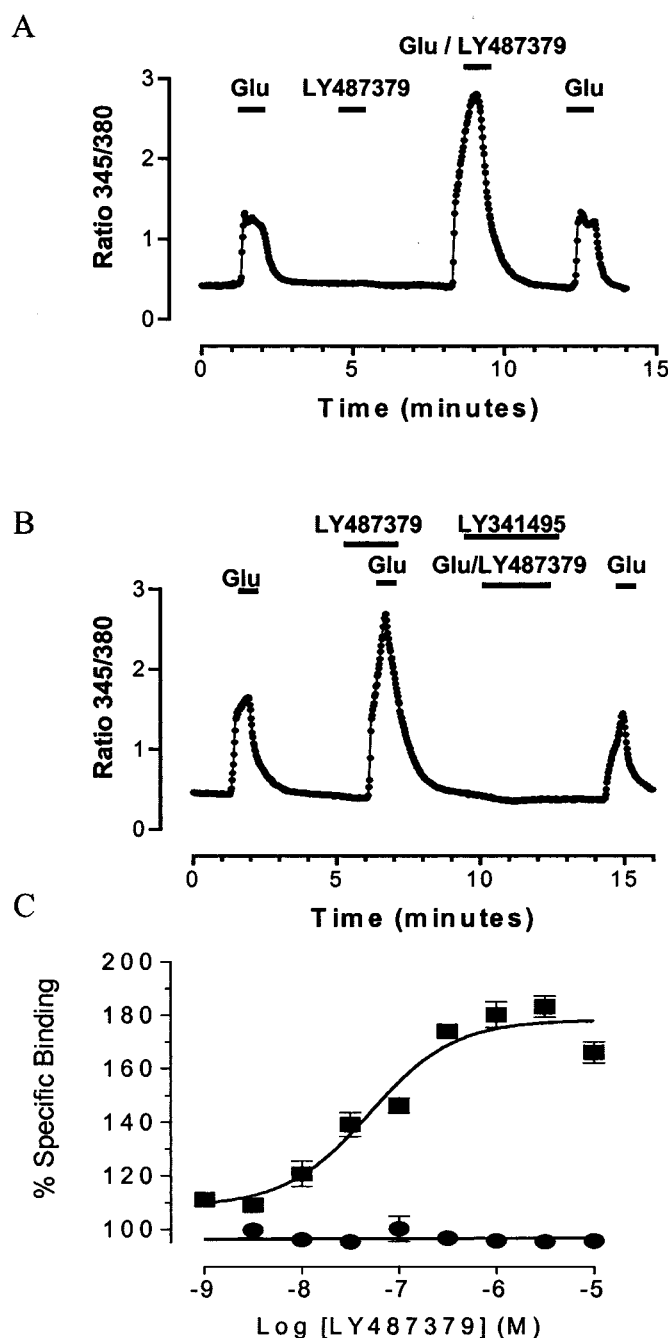 A
Glu / LY487379
Glu LY487379 Glu
3
2
1
0
Ratio 345/380
0 5 10 15
Time (minutes)
B
LY487379 LY341495
Glu Glu Glu/LY487379 Glu
3
2
1
0
Ratio 345/380
0 5 10 15
Time (minutes)
C
200
180
160
140
120
100
% Specific Binding
-9 -8 -7 -6 -5
Log [LY487379] (M)